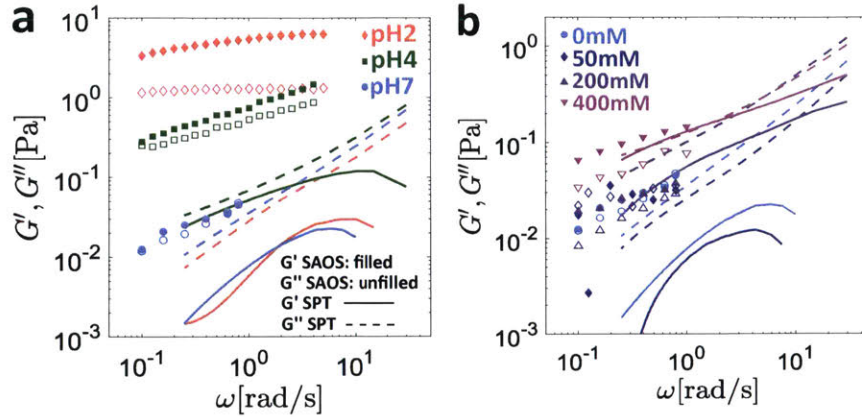 a
10^1
10^0
10^-1
10^-2
10^-3
G', G'' [Pa]
10^-1
10^0
10^1
ω[rad/s]
pH2
pH4
pH7
G' SAOS: filled
G'' SAOS: unfilled
G' SPT
G'' SPT
b
10^0
10^-1
10^-2
10^-3
G', G'' [Pa]
10^-1
10^0
10^1
ω[rad/s]
0mM
50mM
200mM
400mM